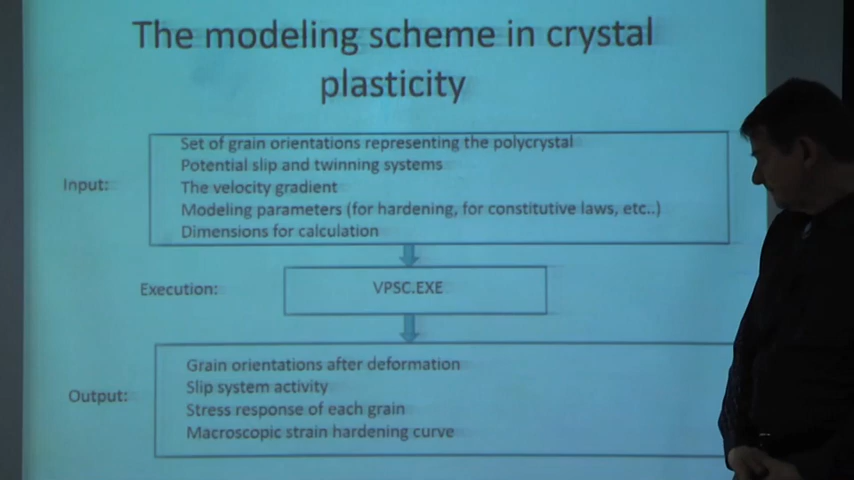 The modeling scheme in crystal
plasticity
Set of grain orientations representing the polycrystal
Potential slip and twinning systems
Input:
The velocity gradient
Modeling parameters (for hardening, for constitutive laws, etc..)
Dimensions for calculation
Execution:
VPSC.EXE
Grain orientations after deformation
Slip system activity
Output:
Stress response of each grain
Macroscopic strain hardening curve